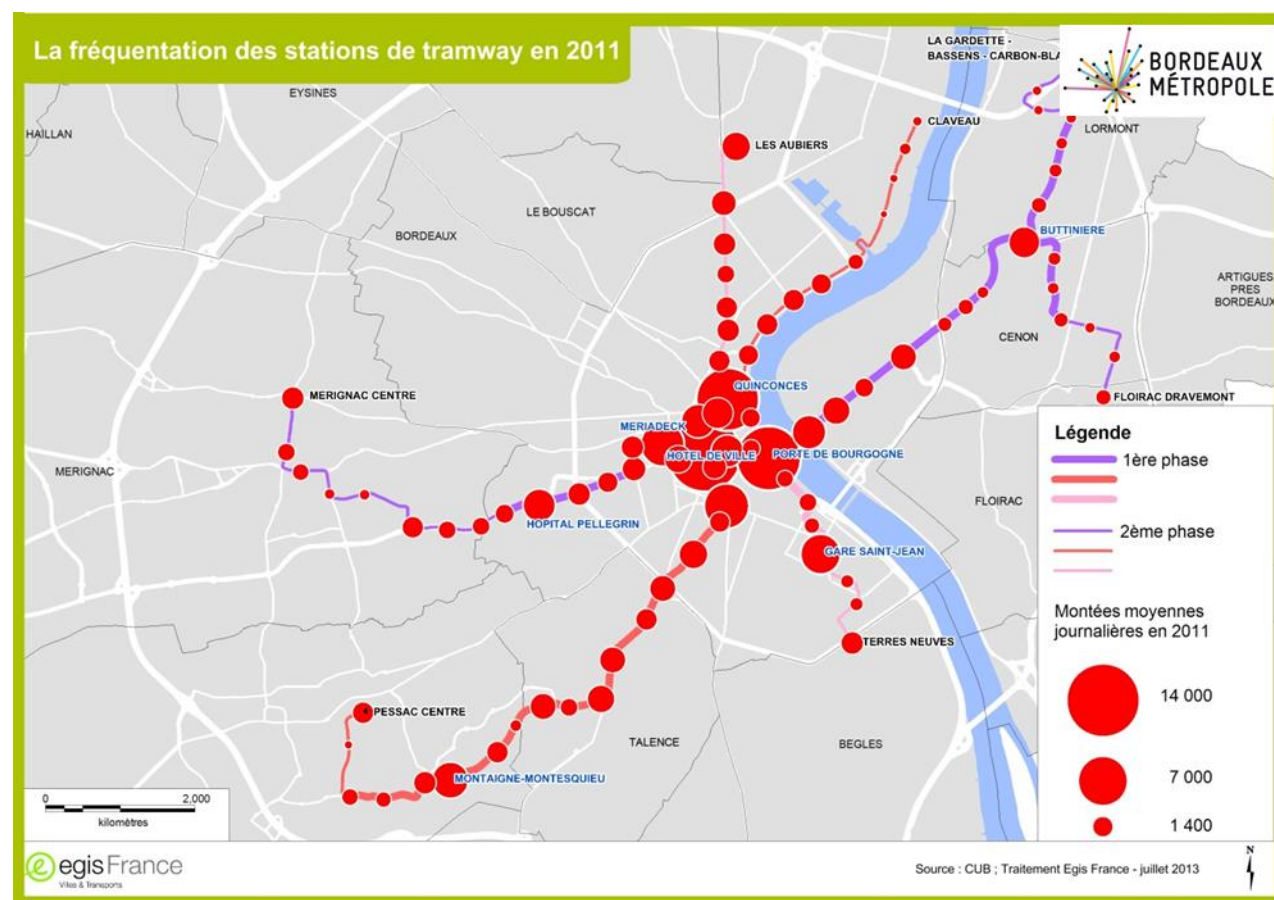 La fréquentation des stations de tramway en 2011
BORDEAUX
MÉTROPOLE
LA GARDETTE -
BASSENS - CARBON-BLA
EYSINES
HAILLAN
CLAVEAU
LORMONT
LES AUBIERS
LE BOUSCAT
BORDEAUX
BUTTINIERE
ARTIGUES
PRES
BORDEAUX
CENON
QUINCONCES
MERIGNAC CENTRE
FLOIRAC DRAVEMONT
MERIADECK
HOTEL DE VILLE
PORTE DE BOURGOGNE
MERIGNAC
FLOIRAC
HOPITAL PELLEGRIN
GARE SAINT-JEAN
TERRES NEUVES
PESSAC CENTRE
TALENCE
BEGLES
MONTAIGNE-MONTESQUIEU
Légende
1ère phase
2ème phase
Montées moyennes
journalières en 2011
14 000
7 000
1 400
0 2,000
kilomètres
egis France
Villes & Transports
Source : CUB ; Traitement Egis France - juillet 2013
N